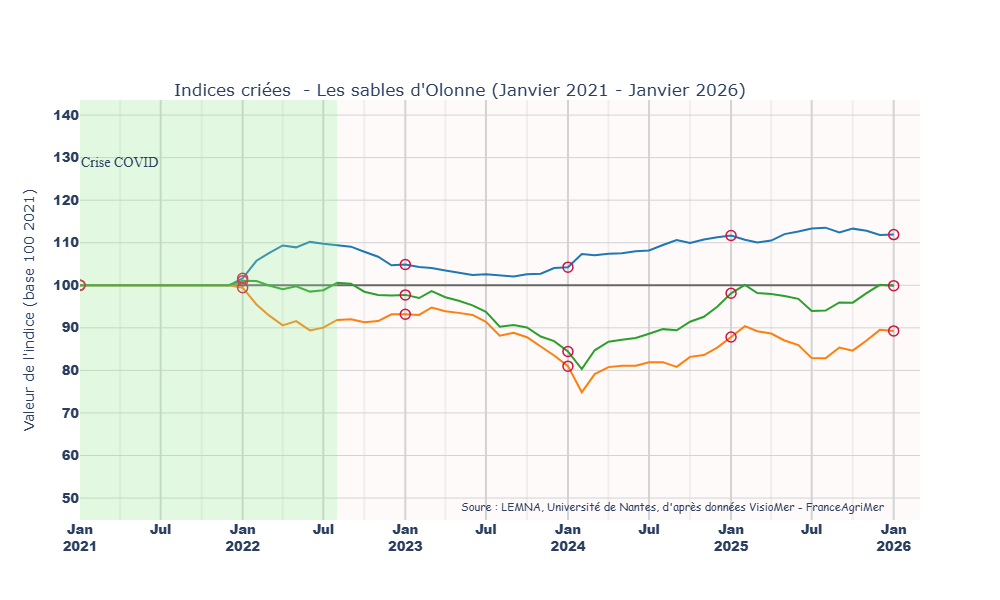 Indices criées  - Les sables d'Olonne (Janvier 2021 - Janvier 2026)
Valeur de l'indice (base 100 2021)
140
130
120
110
100
90
80
70
60
50
Crise COVID
Soure : LEMNA, Université de Nantes, d'après données VisioMer - FranceAgriMer
Jan Jul Jan Jul Jan Jul Jan Jul Jan Jul Jan
2021 2022 2023 2024 2025 2026